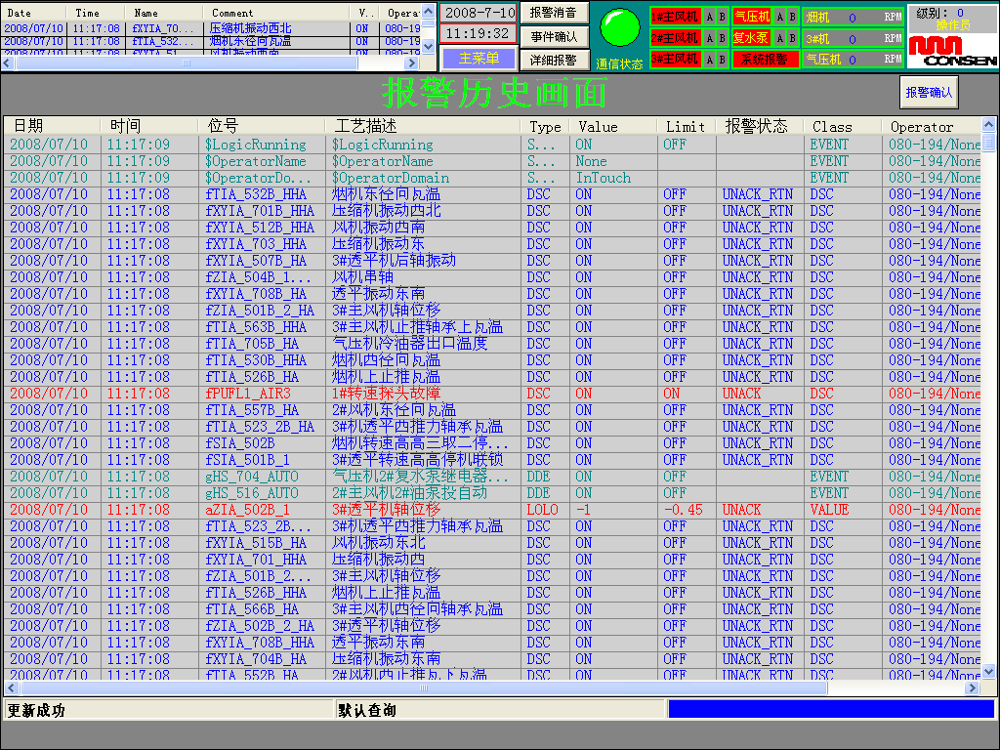 Date Time Name Comment V.. Opera
2008/07/10 11:17:08 fXYIA_70... 压缩机振动西北 ON 080-19
2008/07/10 11:17:08 fTIA_532... 烟机东径向瓦温 ON 080-19
2008-7-10
11:19:32
主菜单
报警消音
事件确认
详细报警
通信状态
1#主风机 A B 气压机 A B 烟机 0 RPM
2#主风机 A B 复水泵 A B 3#机 0 RPM
3#主风机 A B 系统报警 气压机 0 RPM
级别: 0
操作员
CONSEN
报警历史画面
报警确认
日期 时间 位号 工艺描述 Type Value Limit 报警状态 Class Operator
2008/07/10 11:17:09 $LogicRunning $LogicRunning S... ON OFF EVENT 080-194/None
2008/07/10 11:17:09 $OperatorName $OperatorName S... None EVENT 080-194/None
2008/07/10 11:17:09 $OperatorDo... $OperatorDomain S... InTouch EVENT 080-194/None
2008/07/10 11:17:08 fTIA_532B_HHA 烟机东径向瓦温 DSC ON OFF UNACK_RTN DSC 080-194/None
2008/07/10 11:17:08 fXYIA_701B_HHA 压缩机振动西北 DSC ON OFF UNACK_RTN DSC 080-194/None
2008/07/10 11:17:08 fXYIA_512B_HHA 风机振动西南 DSC ON OFF UNACK_RTN DSC 080-194/None
2008/07/10 11:17:08 fXYIA_703_HHA 压缩机振动东 DSC ON OFF UNACK_RTN DSC 080-194/None
2008/07/10 11:17:08 fXYIA_507B_HA 3#透平机后轴振动 DSC ON OFF UNACK_RTN DSC 080-194/None
2008/07/10 11:17:08 fZIA_504B_1... 风机串轴 DSC ON OFF UNACK_RTN DSC 080-194/None
2008/07/10 11:17:08 fXYIA_708B_HA 透平振动东南 DSC ON OFF UNACK_RTN DSC 080-194/None
2008/07/10 11:17:08 fZIA_501B_2_HA 3#主风机轴位移 DSC ON OFF UNACK_RTN DSC 080-194/None
2008/07/10 11:17:08 fTIA_563B_HHA 3#主风机止推轴承上瓦温 DSC ON OFF UNACK_RTN DSC 080-194/None
2008/07/10 11:17:08 fTIA_705B_HA 气压机冷油器出口温度 DSC ON OFF UNACK_RTN DSC 080-194/None
2008/07/10 11:17:08 fTIA_530B_HHA 烟机西径向瓦温 DSC ON OFF UNACK_RTN DSC 080-194/None
2008/07/10 11:17:08 fTIA_526B_HA 烟机上止推瓦温 DSC ON OFF UNACK_RTN DSC 080-194/None
2008/07/10 11:17:08 fPUFL1_AIR3 1#转速探头故障 DSC ON ON UNACK DSC 080-194/None
2008/07/10 11:17:08 fTIA_557B_HA 2#风机东径向瓦温 DSC ON OFF UNACK_RTN DSC 080-194/None
2008/07/10 11:17:08 fTIA_523_2B_HA 3#机透平西推力轴承瓦温 DSC ON OFF UNACK_RTN DSC 080-194/None
2008/07/10 11:17:08 fSIA_502B 烟机转速高高三取二停... DSC ON OFF UNACK_RTN DSC 080-194/None
2008/07/10 11:17:08 fSIA_501B_1 3#透平转速高高停机联锁 DSC ON OFF UNACK_RTN DSC 080-194/None
2008/07/10 11:17:08 gHS_704_AUTO 气压机2#复水泵继电器... DDE ON OFF EVENT 080-194/None
2008/07/10 11:17:08 gHS_516_AUTO 2#主风机2#油泵投自动 DDE ON OFF EVENT 080-194/None
2008/07/10 11:17:08 aZIA_502B_1 3#透平机轴位移 LOLO -1 -0.45 UNACK VALUE 080-194/None
2008/07/10 11:17:08 fTIA_523_2B... 3#机透平西推力轴承瓦温 DSC ON OFF UNACK_RTN DSC 080-194/None
2008/07/10 11:17:08 fXYIA_515B_HA 风机振动东北 DSC ON OFF UNACK_RTN DSC 080-194/None
2008/07/10 11:17:08 fXYIA_701_HHA 压缩机振动西 DSC ON OFF UNACK_RTN DSC 080-194/None
2008/07/10 11:17:08 fZIA_501B_2... 3#主风机轴位移 DSC ON OFF UNACK_RTN DSC 080-194/None
2008/07/10 11:17:08 fTIA_526B_HHA 烟机上止推瓦温 DSC ON OFF UNACK_RTN DSC 080-194/None
2008/07/10 11:17:08 fTIA_566B_HA 3#主风机西径向轴承瓦温 DSC ON OFF UNACK_RTN DSC 080-194/None
2008/07/10 11:17:08 fZIA_502B_2_HA 3#透平机轴位移 DSC ON OFF UNACK_RTN DSC 080-194/None
2008/07/10 11:17:08 fXYIA_708B_HHA 透平振动东南 DSC ON OFF UNACK_RTN DSC 080-194/None
2008/07/10 11:17:08 fXYIA_704B_HA 压缩机振动东南 DSC ON OFF UNACK_RTN DSC 080-194/None
2008/07/10 11:17:08 fTIA_552B_HA 2#风机西止推瓦下瓦温 DSC ON OFF UNACK_RTN DSC 080-194/None
更新成功 默认查询